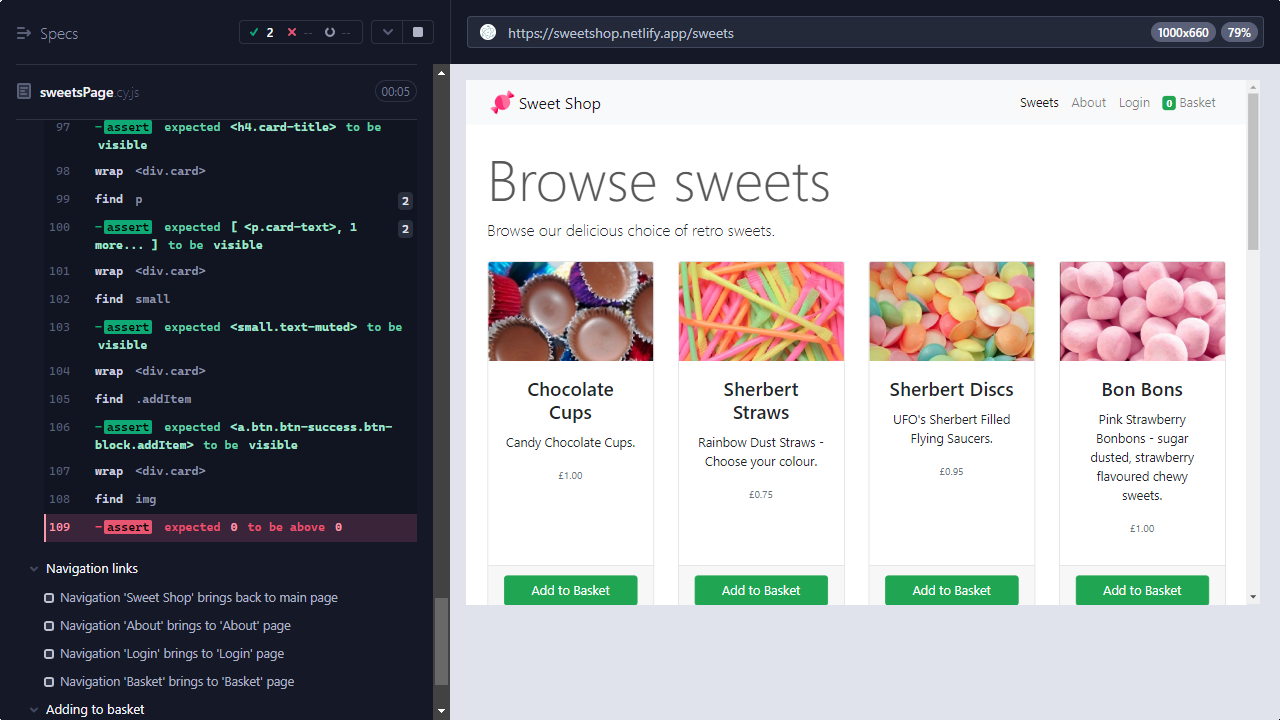 Specs
2 -- --
sweetsPage.cy.js 00:05
97 -assert expected <h4.card-title> to be
visible
98 wrap <div.card>
99 find p 2
100 -assert expected [ <p.card-text>, 1 2
more... ] to be visible
101 wrap <div.card>
102 find small
103 -assert expected <small.text-muted> to be
visible
104 wrap <div.card>
105 find .addItem
106 -assert expected <a.btn.btn-success.btn-
block.addItem> to be visible
107 wrap <div.card>
108 find img
109 -assert expected 0 to be above 0
Navigation links
Navigation 'Sweet Shop' brings back to main page
Navigation 'About' brings to 'About' page
Navigation 'Login' brings to 'Login' page
Navigation 'Basket' brings to 'Basket' page
Adding to basket
https://sweetshop.netlify.app/sweets 1000x660 79%
Sweet Shop Sweets About Login 0 Basket
Browse sweets
Browse our delicious choice of retro sweets.
Chocolate
Cups
Candy Chocolate Cups.
£1.00
Add to Basket
Sherbert
Straws
Rainbow Dust Straws -
Choose your colour.
£0.75
Add to Basket
Sherbert Discs
UFO's Sherbert Filled
Flying Saucers.
£0.95
Add to Basket
Bon Bons
Pink Strawberry
Bonbons - sugar
dusted, strawberry
flavoured chewy
sweets.
£1.00
Add to Basket